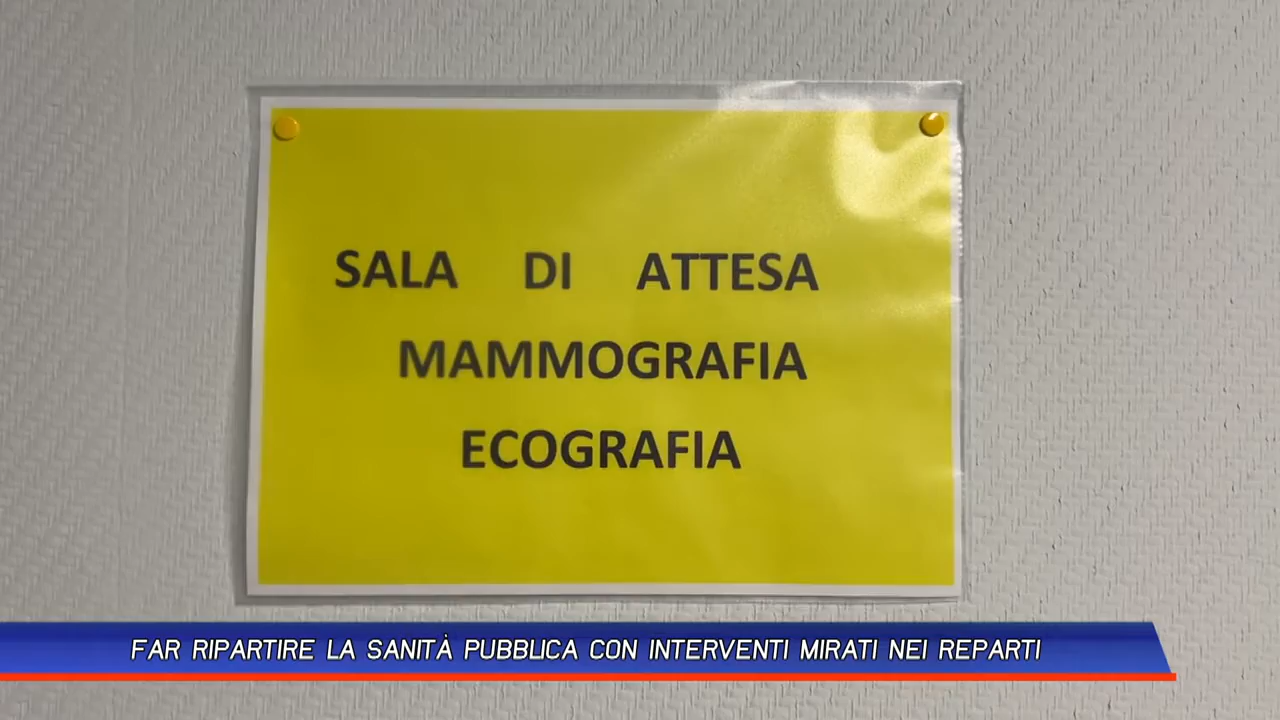 SALA DI ATTESA
MAMMOGRAFIA
ECOGRAFIA
FAR RIPARTIRE LA SANITÀ PUBBLICA CON INTERVENTI MIRATI NEI REPARTI